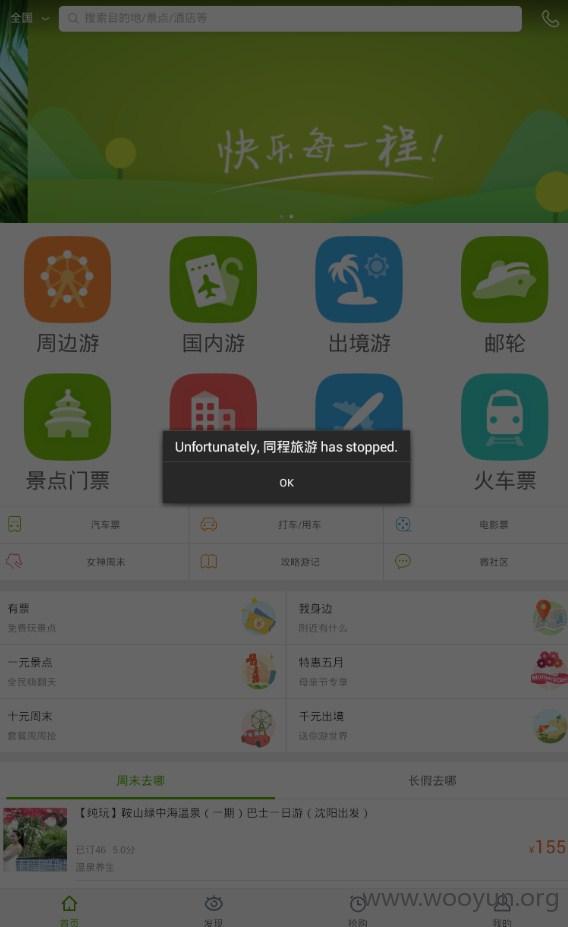 全国
搜索目的地/景点/酒店等
快乐每一程!
周边游
国内游
出境游
邮轮
景点门票
火车票
Unfortunately, 同程旅游 has stopped.
OK
汽车票
打车/用车
电影票
女神周末
攻略游记
微社区
有票
免费玩景点
我身边
附近有什么
一元景点
全民嗨翻天
特惠五月
母亲节专享
十元周末
套餐周周抢
千元出境
送你游世界
周末去哪
长假去哪
【纯玩】鞍山绿中海温泉（一期）巴士一日游（沈阳出发）
已订46 5.0分
¥155
温泉养生
www.wooyun.org
首页
发现
抢购
我的